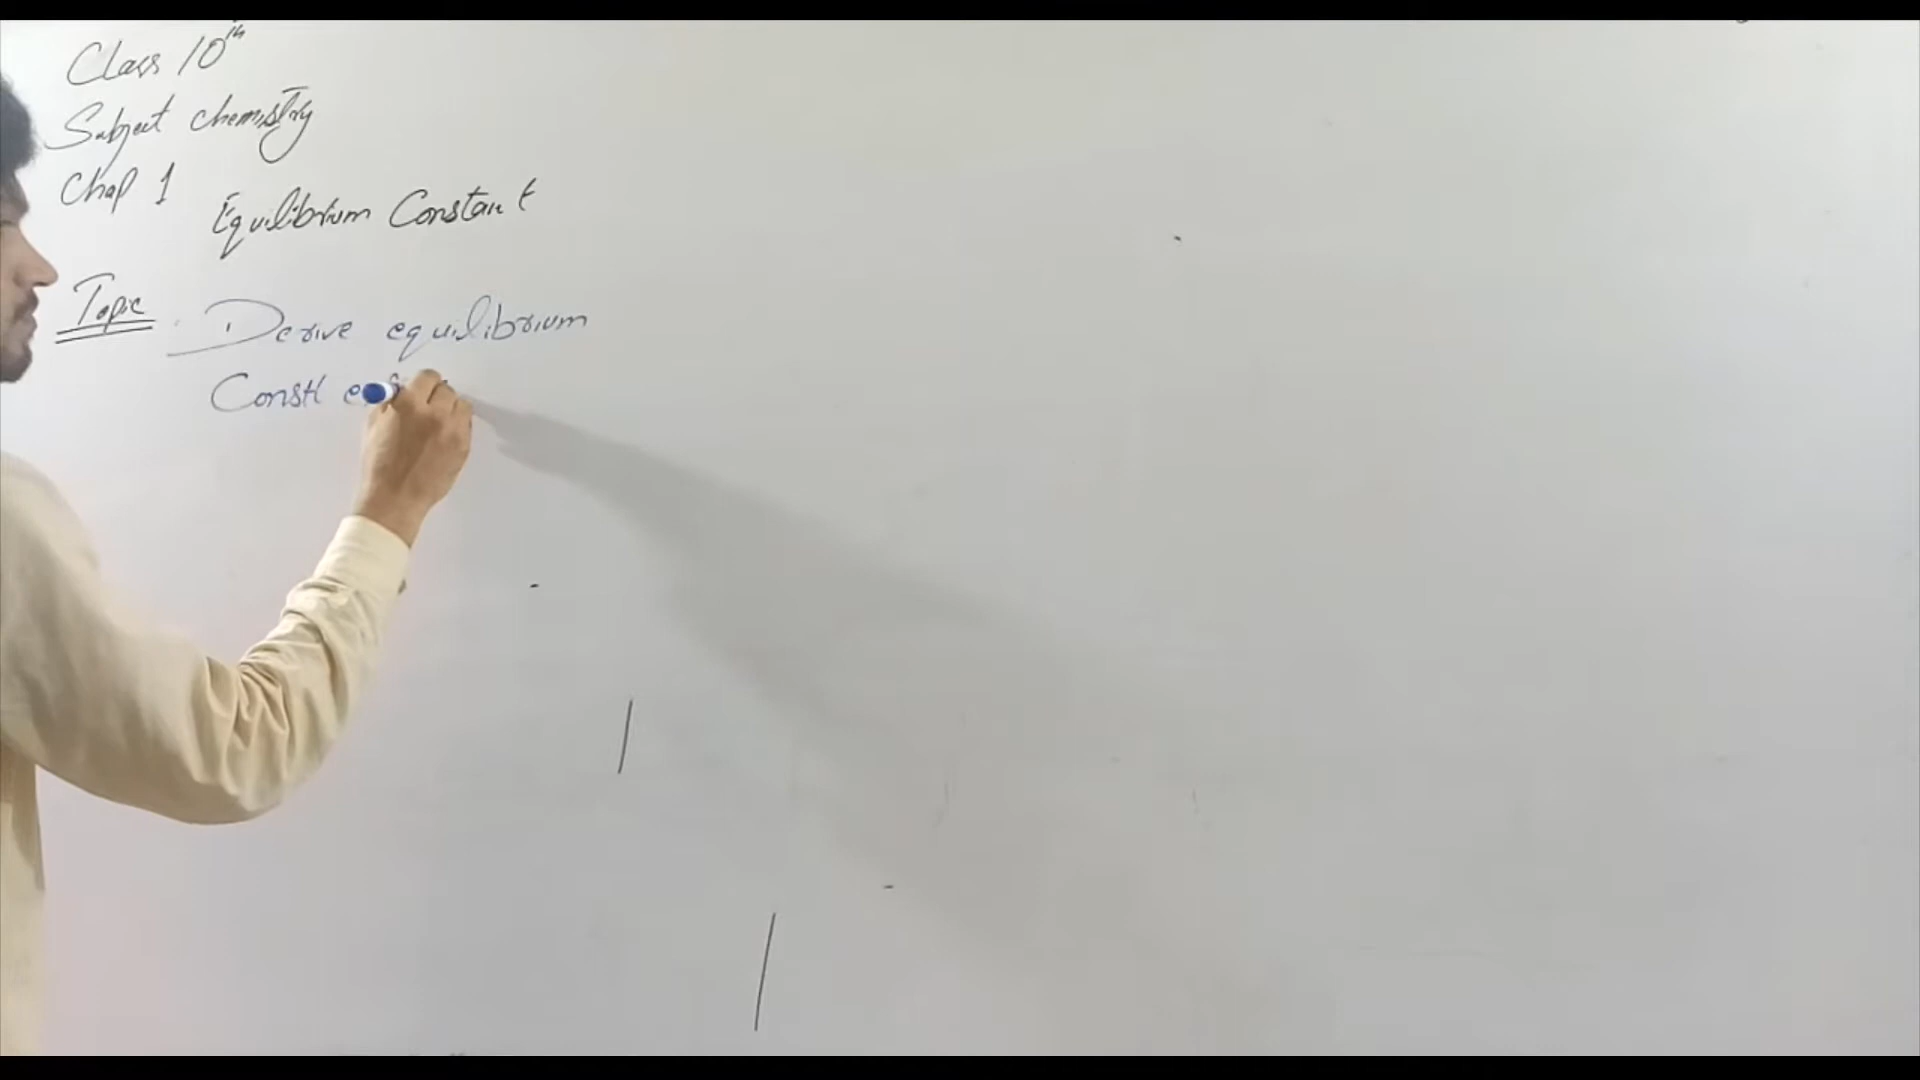 Class 10th
Subject chemistry
Chap 1
Equilibrium Constant
Topic
Derive equilibrium
Const